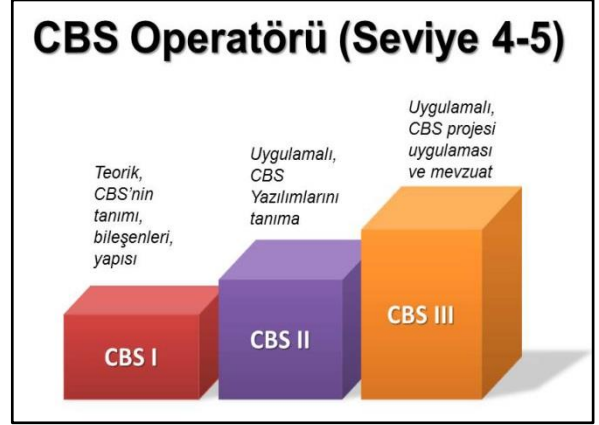 CBS Operatörü (Seviye 4-5)
Teorik,
CBS'nin
tanımı,
bileşenleri,
yapısı
CBS I
Uygulamalı,
CBS
Yazılımlarını
tanıma
CBS II
Uygulamalı,
CBS projesi
uygulaması
ve mevzuat
CBS III